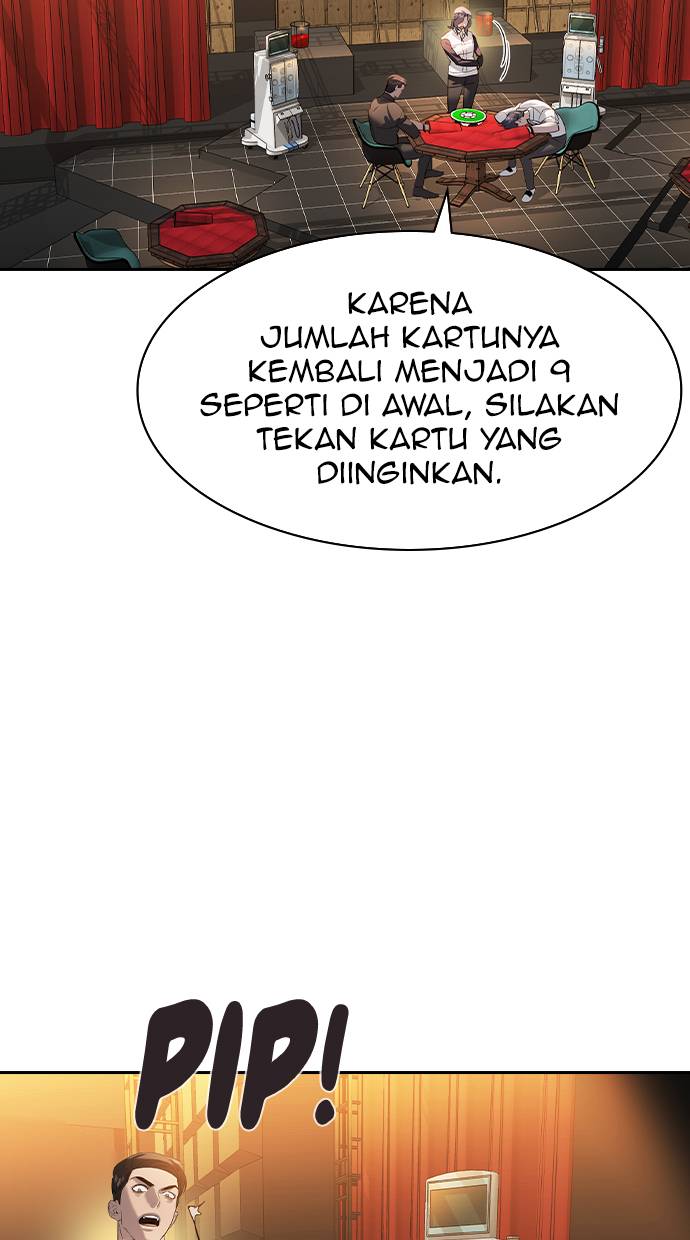 KARENA
JUMLAH KARTUNYA
KEMBALI MENJADI 9
SEPERTI DI AWAL, SILAKAN
TEKAN KARTU YANG
DIINGINKAN.
PIP!